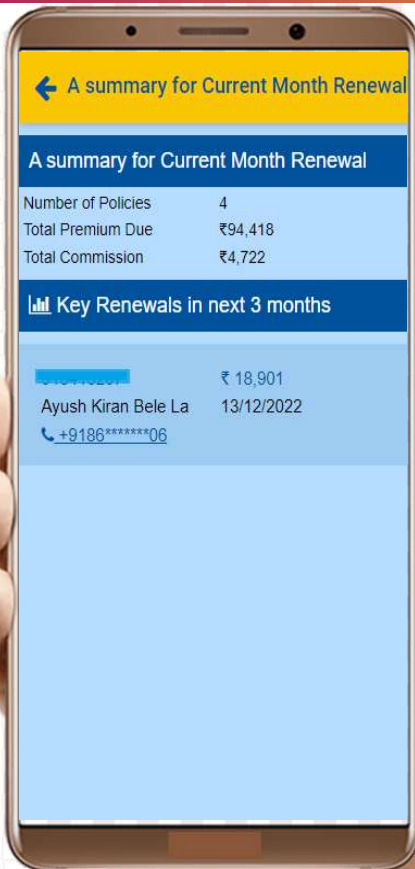 A summary for Current Month Renewal
A summary for Current Month Renewal
Number of Policies 4
Total Premium Due ₹94,418
Total Commission ₹4,722
Key Renewals in next 3 months
₹ 18,901
Ayush Kiran Bele La 13/12/2022
+9186*******06